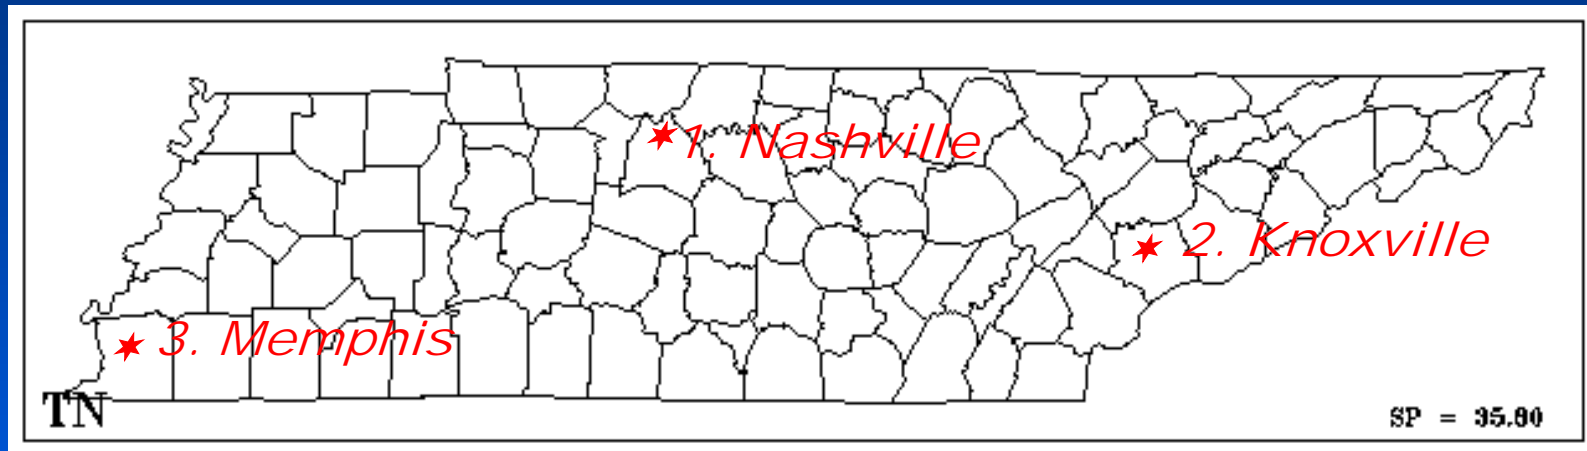 1. Nashville
2. Knoxville
3. Memphis
TN
SP = 35.80